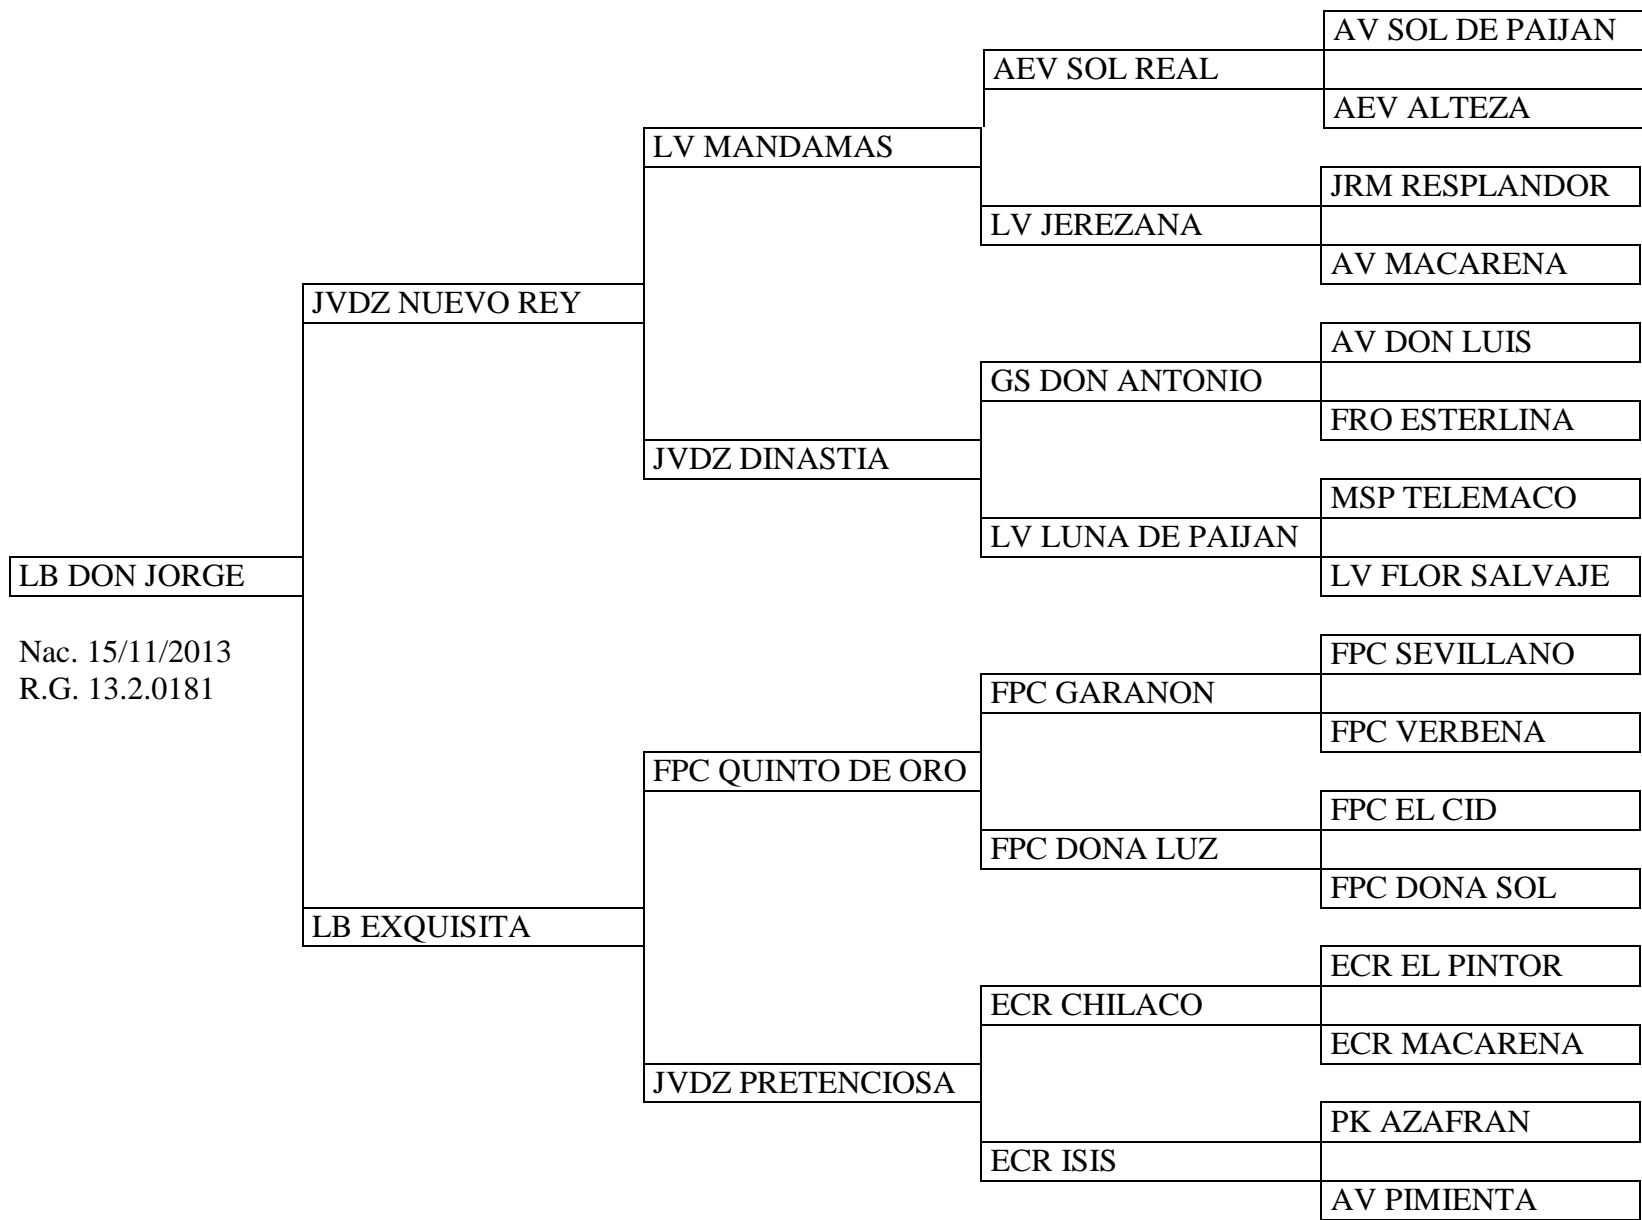 AV SOL DE PAIJAN
AEV SOL REAL
AEV ALTEZA
LV MANDAMAS
JRM RESPLANDOR
LV JEREZANA
AV MACARENA
JVDZ NUEVO REY
AV DON LUIS
GS DON ANTONIO
FRO ESTERLINA
JVDZ DINASTIA
MSP TELEMACO
LV LUNA DE PAIJAN
LV FLOR SALVAJE
LB DON JORGE
Nac. 15/11/2013
R.G. 13.2.0181
FPC SEVILLANO
FPC GARANON
FPC VERBENA
FPC QUINTO DE ORO
FPC EL CID
FPC DONA LUZ
FPC DONA SOL
LB EXQUISITA
ECR EL PINTOR
ECR CHILACO
ECR MACARENA
JVDZ PRETENCIOSA
PK AZAFRAN
ECR ISIS
AV PIMIENTA